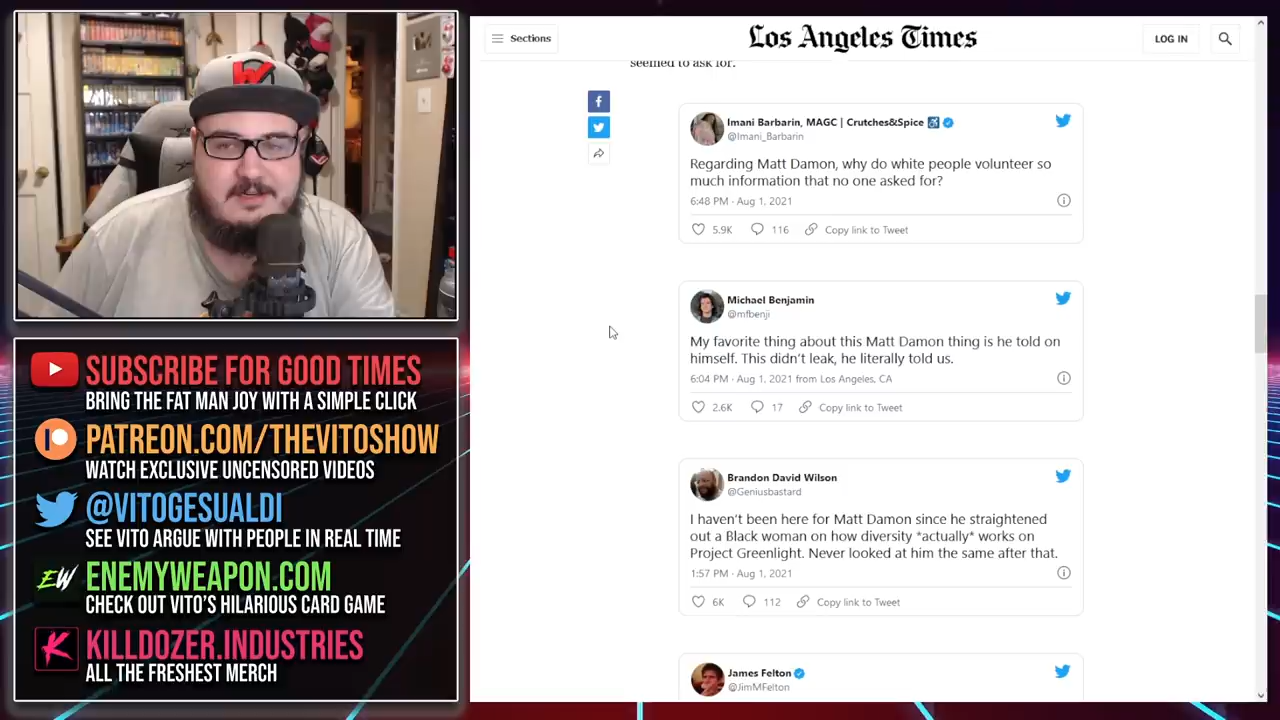 SUBSCRIBE FOR GOOD TIMES
BRING THE FAT MAN JOY WITH A SIMPLE CLICK
PATREON.COM/THEVITOSHOW
WATCH EXCLUSIVE UNCENSORED VIDEOS
@VITOGESUALDI
SEE VITO ARGUE WITH PEOPLE IN REAL TIME
EW
ENEMYWEAPON.COM
CHECK OUT VITO'S HILARIOUS CARD GAME
K
KILLDOZER.INDUSTRIES
ALL THE FRESHEST MERCH
Sections
Los Angeles Times
LOG IN
seemed to ask for.
Imani Barbarin, MAGC | Crutches&Spice
@Imani_Barbarin
Regarding Matt Damon, why do white people volunteer so
much information that no one asked for?
6:48 PM · Aug 1, 2021
5.9K 116 Copy link to Tweet
Michael Benjamin
@mfbenji
My favorite thing about this Matt Damon thing is he told on
himself. This didn't leak, he literally told us.
6:04 PM · Aug 1, 2021 from Los Angeles, CA
2.6K 17 Copy link to Tweet
Brandon David Wilson
@Geniusbastard
I haven't been here for Matt Damon since he straightened
out a Black woman on how diversity *actually* works on
Project Greenlight. Never looked at him the same after that.
1:57 PM · Aug 1, 2021
6K 112 Copy link to Tweet
James Felton
@JimMFelton